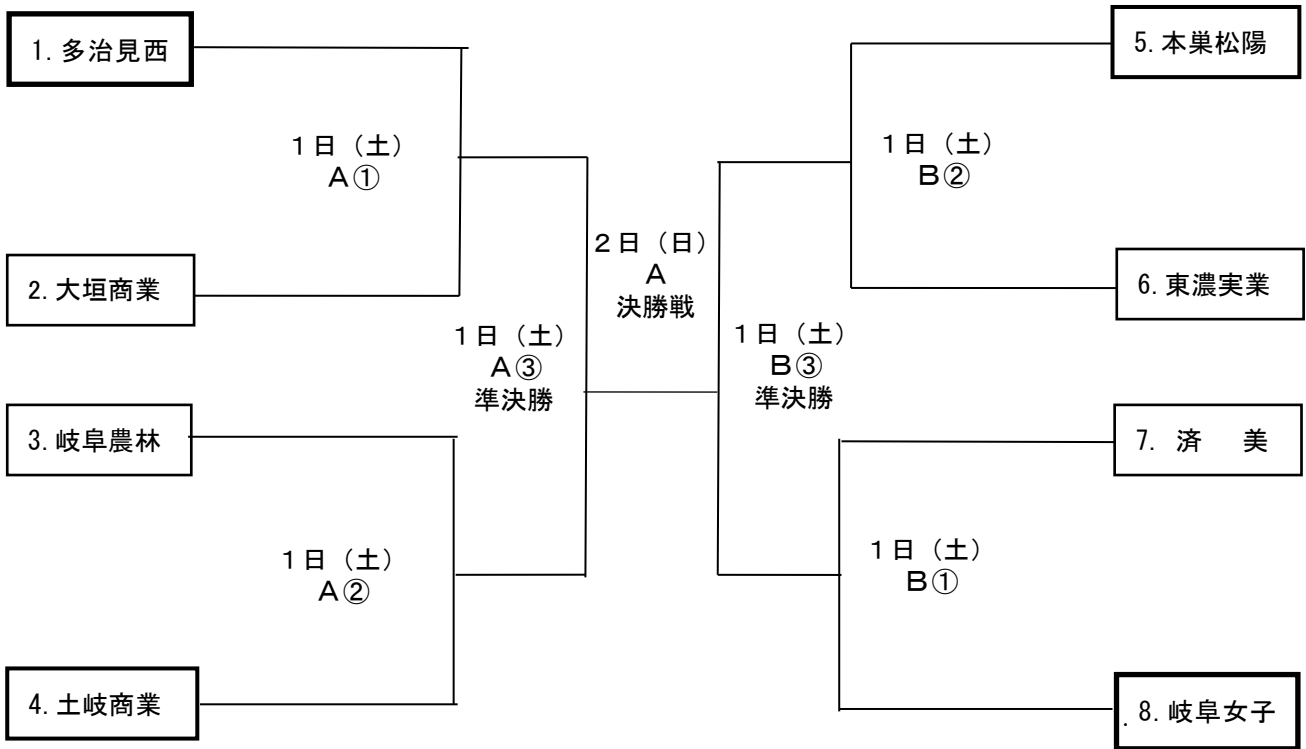 1. 多治見西
5. 本巣松陽
1日（土）
A①
1日（土）
B②
2. 大垣商業
6. 東濃実業
2日（日）
A
決勝戦
1日（土）
A③
準決勝
1日（土）
B③
準決勝
3. 岐阜農林
7. 済　美
1日（土）
A②
1日（土）
B①
4. 土岐商業
. 8. 岐阜女子